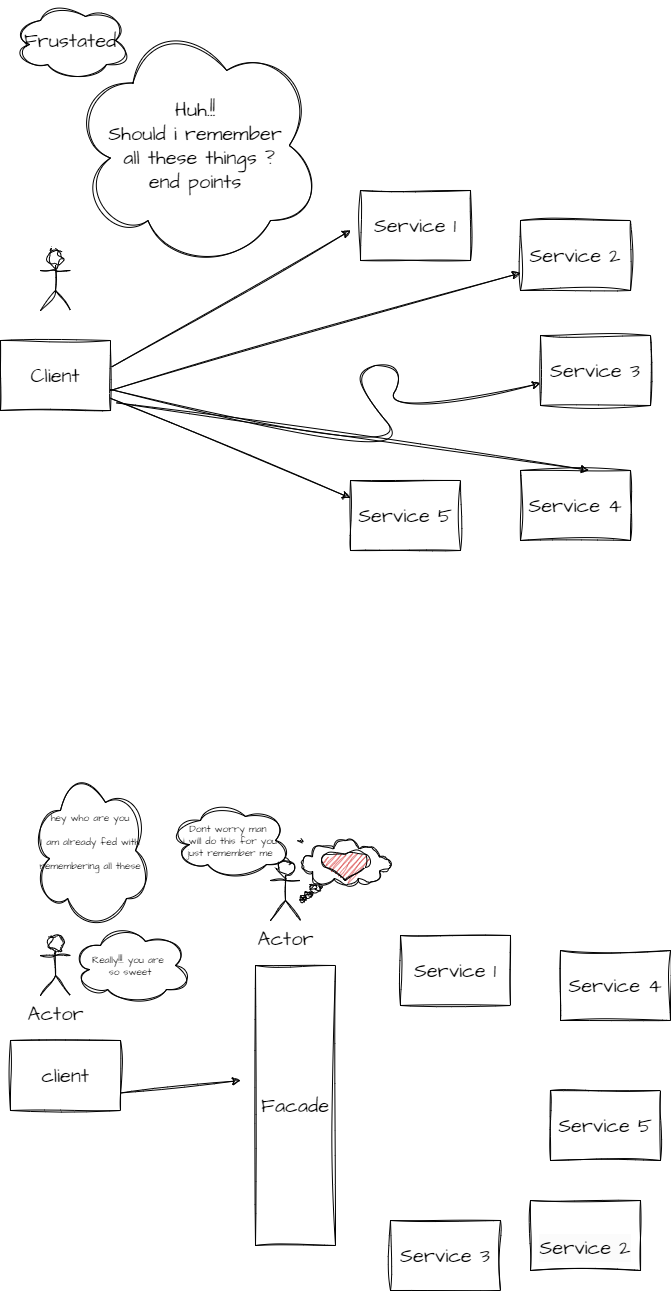 Frustated
Huh.!!
Should i remember
all these things ?
end points
Service 1
Service 2
Client
Service 3
Service 4
Service 5
hey who are you
am already fed with
remembering all these
Dont worry man
i will do this for you
just remember me
Actor
Really!!! you are
so sweet
Actor
Service 1
Service 4
client
Facade
Service 5
Service 3
Service 2